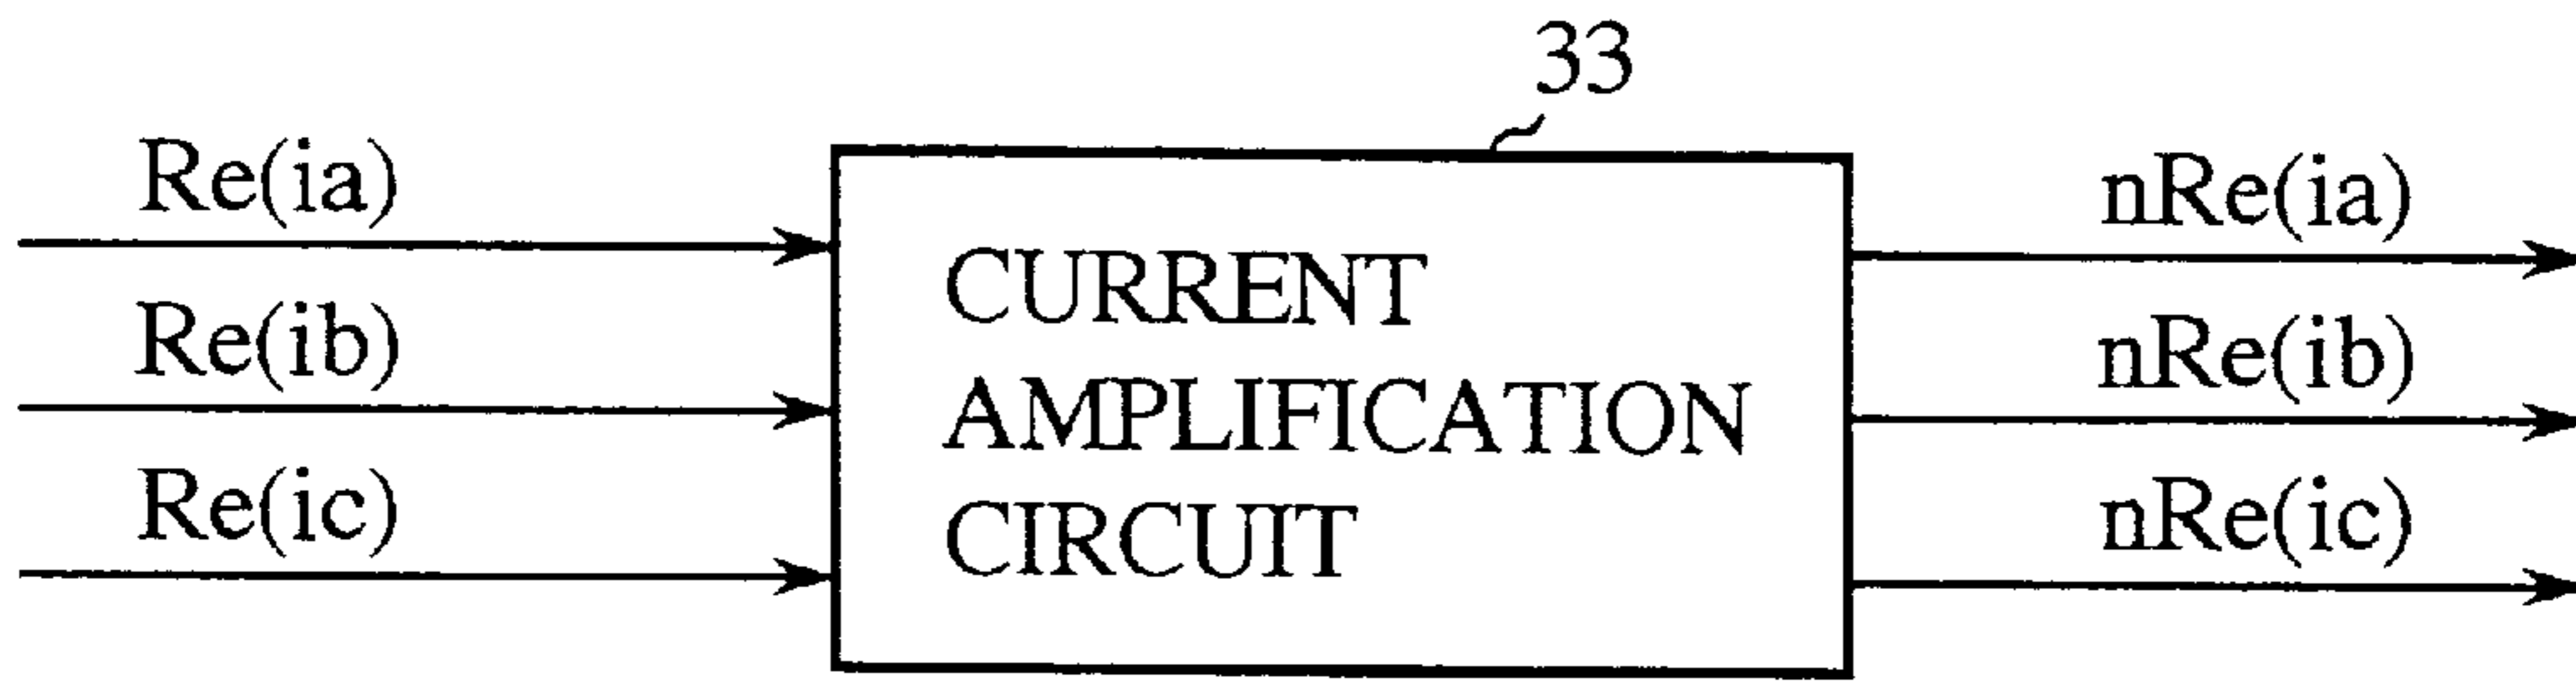 33
Re(ia)
Re(ib)
Re(ic)
CURRENT
AMPLIFICATION
CIRCUIT
nRe(ia)
nRe(ib)
nRe(ic)